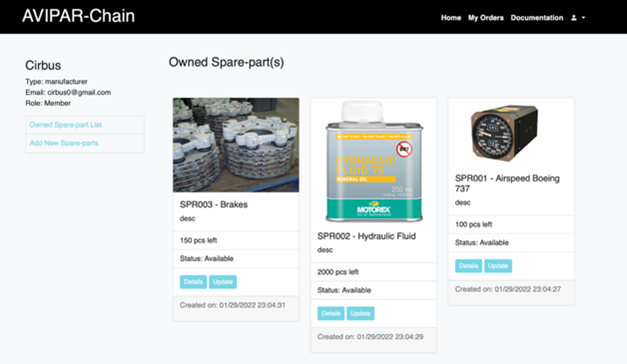 AVIPAR-Chain
Home My Orders Documentation
Cirbus
Type: manufacturer
Email: cirbus0@gmail.com
Role: Member
Owned Spare-part List
Add New Spare-parts
Owned Spare-part(s)
SPR003 - Brakes
desc
150 pcs left
Status: Available
Details Update
Created on: 01/29/2022 23:04:31
HYDRAULIC
FLUID 75
MINERAL OIL
250 ml
MOTOREX
SPR002 - Hydraulic Fluid
desc
2000 pcs left
Status: Available
Details Update
Created on: 01/29/2022 23:04:29
SPR001 - Airspeed Boeing
737
desc
100 pcs left
Status: Available
Details Update
Created on: 01/29/2022 23:04:27